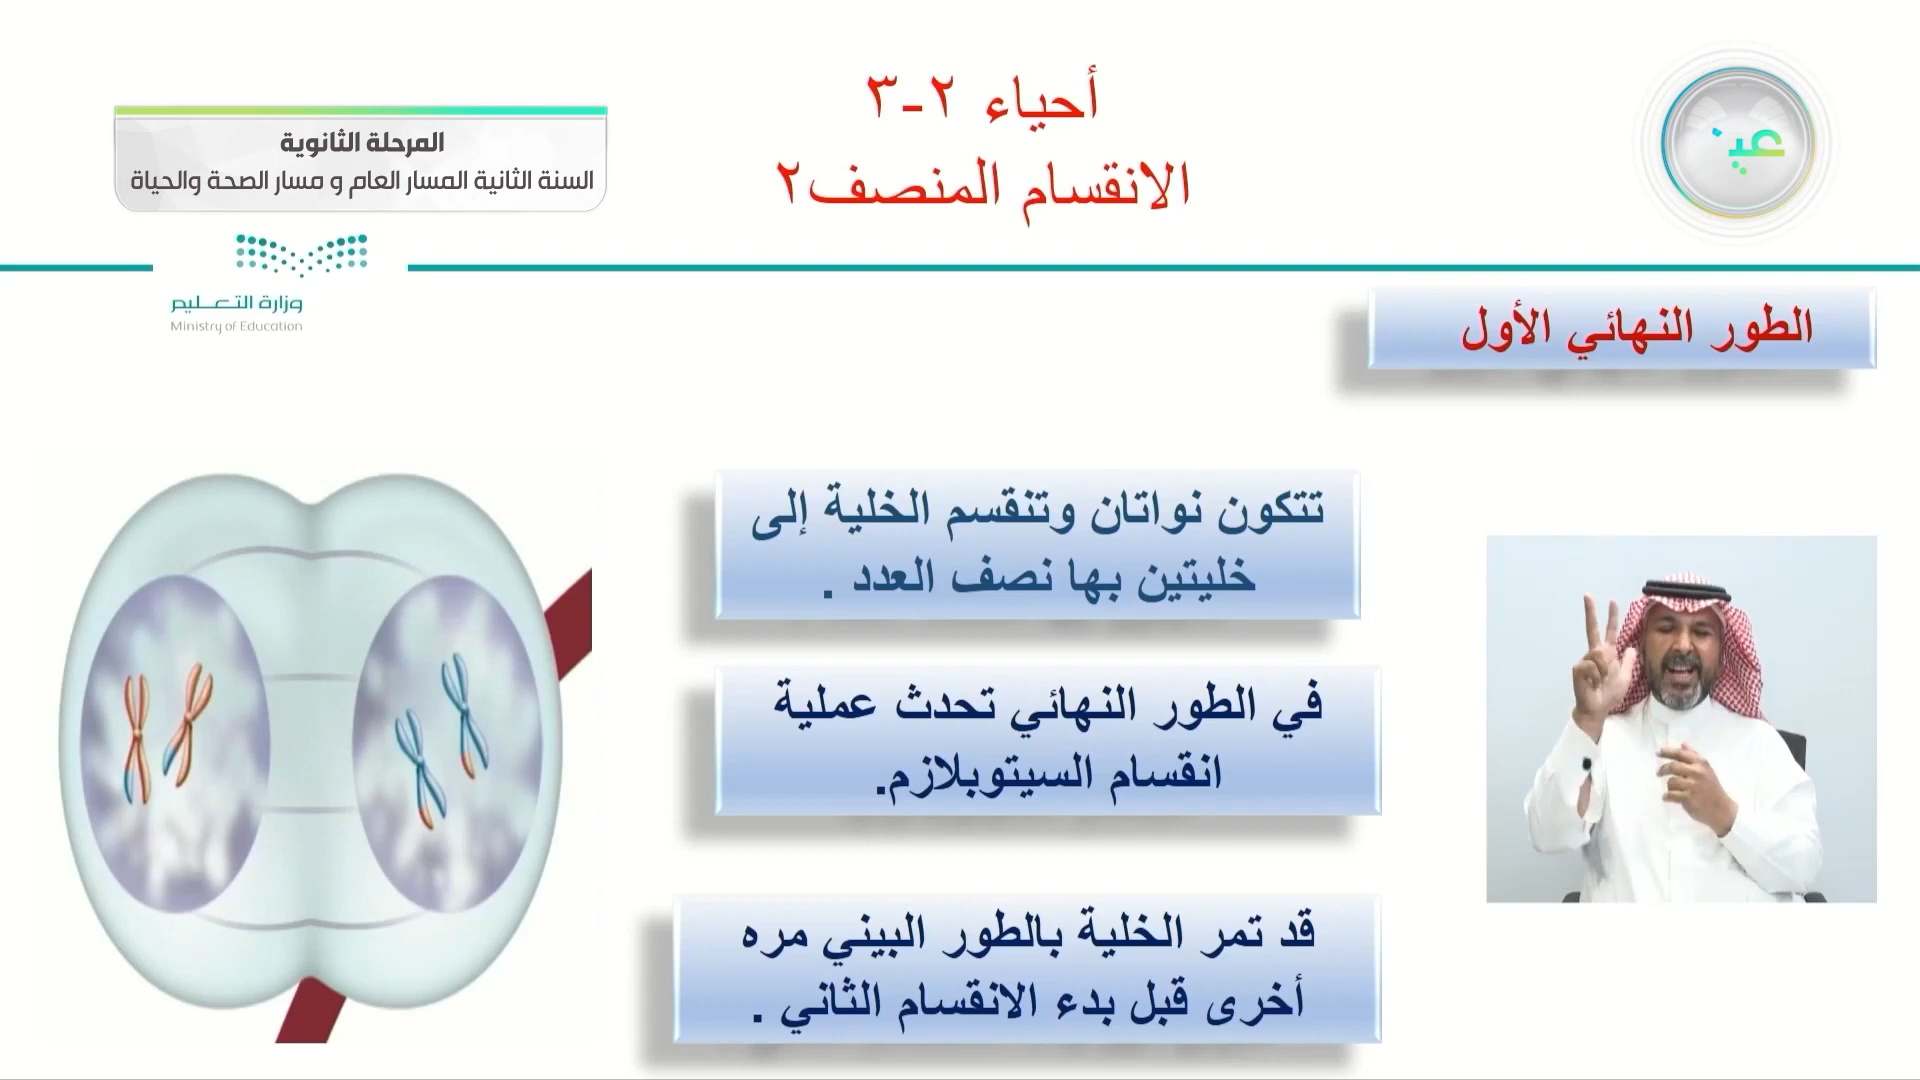 أحياء ٢-٣
الانقسام المنصف٢
المرحلة الثانوية
السنة الثانية المسار العام و مسار الصحة والحياة
عين
وزارة التعليم
Ministry of Education
الطور النهائي الأول
تتكون نواتان وتنقسم الخلية إلى
خليتين بها نصف العدد .
في الطور النهائي تحدث عملية
انقسام السيتوبلازم.
قد تمر الخلية بالطور البيني مره
أخرى قبل بدء الانقسام الثاني .